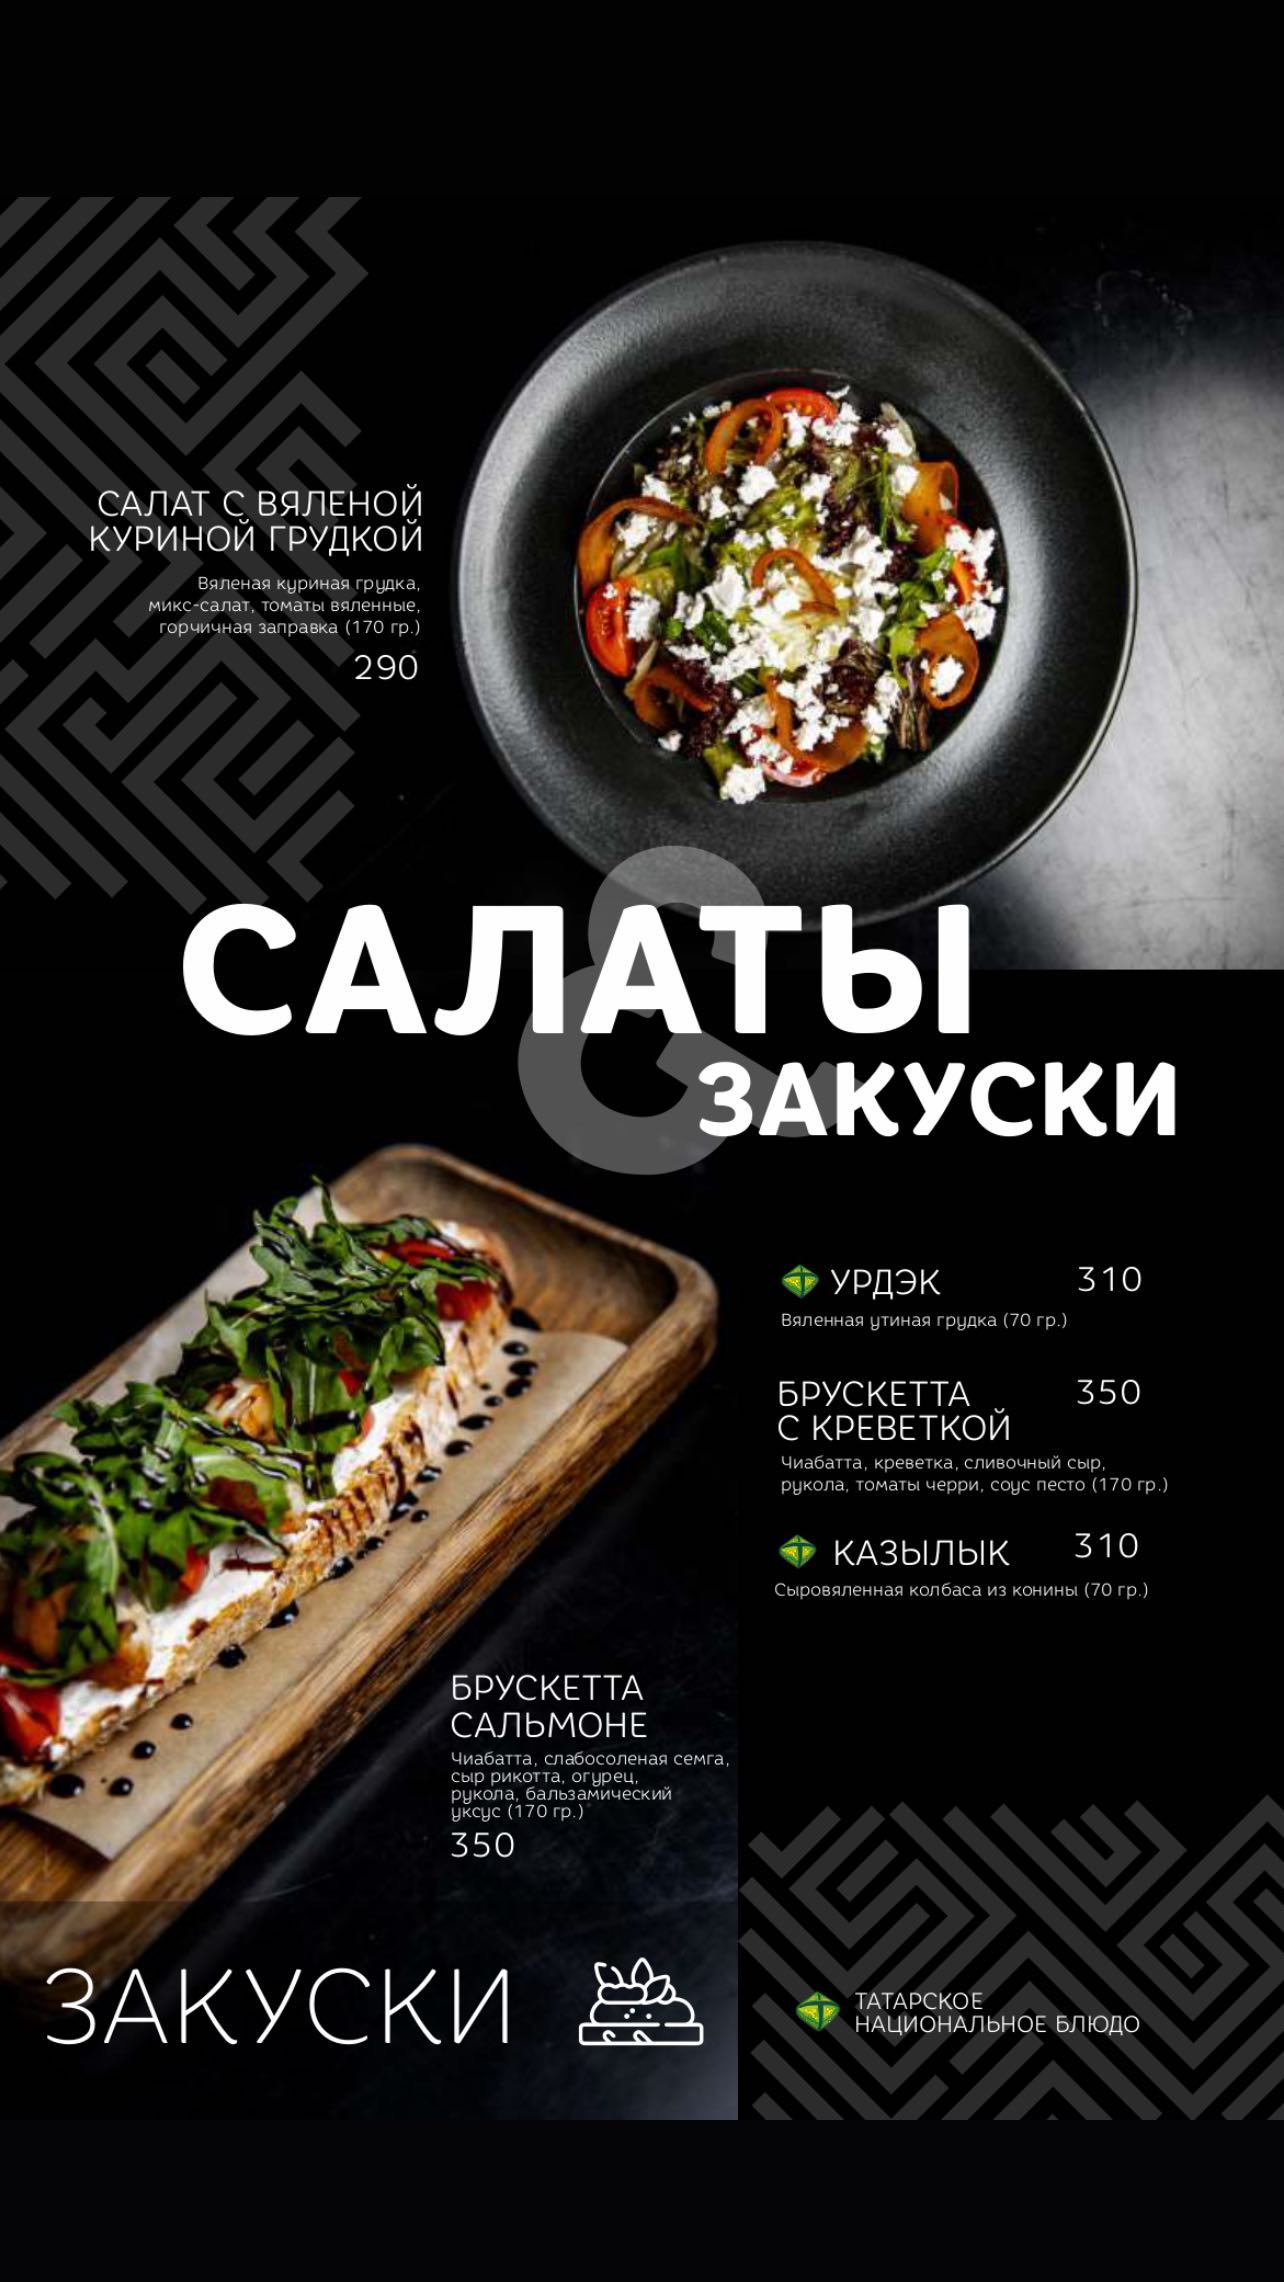 САЛАТ С ВЯЛЕНОЙ
КУРИНОЙ ГРУДКОЙ
Вяленая куриная грудка,
микс-салат, томаты вяленные,
горчичная заправка (170 гр.)
290
&
САЛАТЫ
ЗАКУСКИ
УРДЭК 310
Вяленная утиная грудка (70 гр.)
БРУСКЕТТА 350
С КРЕВЕТКОЙ
Чиабатта, креветка, сливочный сыр,
рукола, томаты черри, соус песто (170 гр.)
КАЗЫЛЫК 310
Сыровяленная колбаса из конины (70 гр.)
БРУСКЕТТА
САЛЬМОНЕ
Чиабатта, слабосоленая семга,
сыр рикотта, огурец,
рукола, бальзамический
уксус (170 гр.)
350
ЗАКУСКИ
ТАТАРСКОЕ
НАЦИОНАЛЬНОЕ БЛЮДО